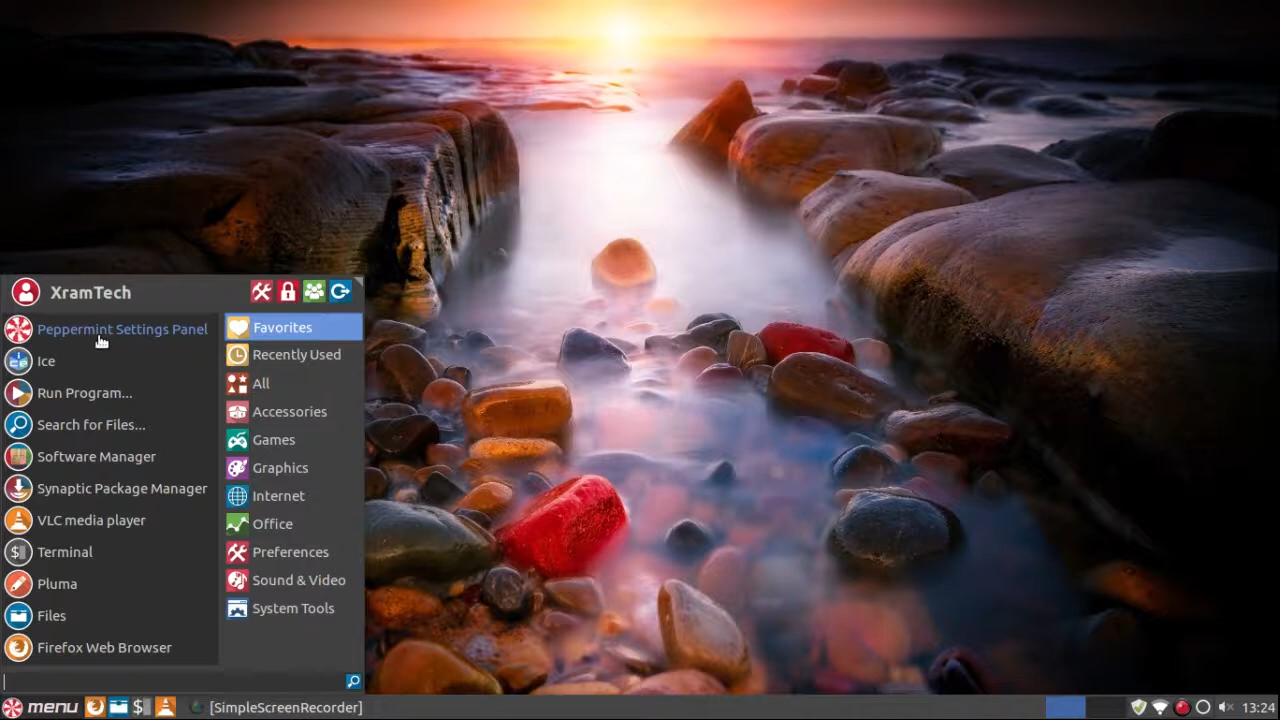 XramTech
Peppermint Settings Panel
Ice
Run Program...
Search for Files...
Software Manager
Synaptic Package Manager
VLC media player
Terminal
Pluma
Files
Firefox Web Browser
Favorites
Recently Used
All
Accessories
Games
Graphics
Internet
Office
Preferences
Sound & Video
System Tools
menu
[SimpleScreenRecorder]
13:24